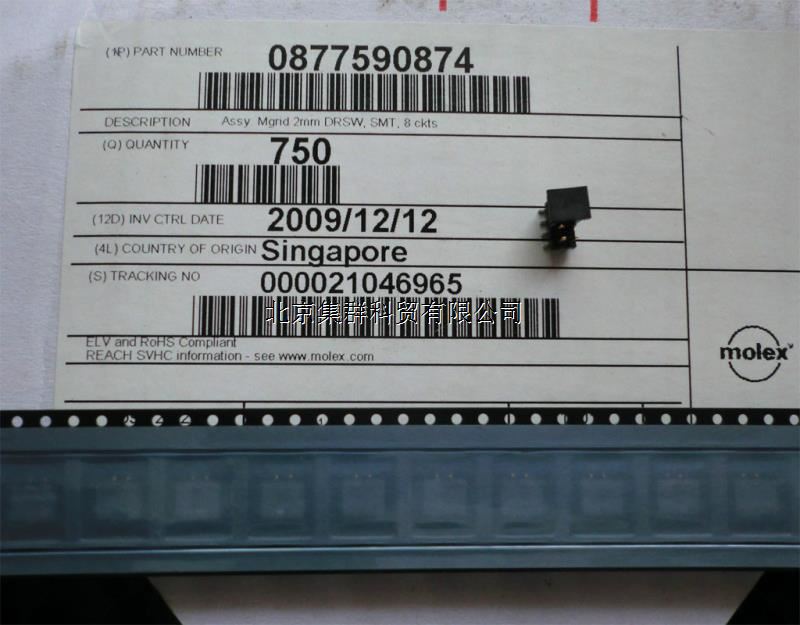 (1P) PART NUMBER 0877590874
DESCRIPTION Assy Mgrid 2mm DRSW, SMT, 8 ckts
(Q) QUANTITY 750
(12D) INV CTRL DATE 2009/12/12
(4L) COUNTRY OF ORIGIN Singapore
(S) TRACKING NO 000021046965
北京集群科贸有限公司
ELV and RoHS Compliant
REACH SVHC information - see www.molex.com
molex